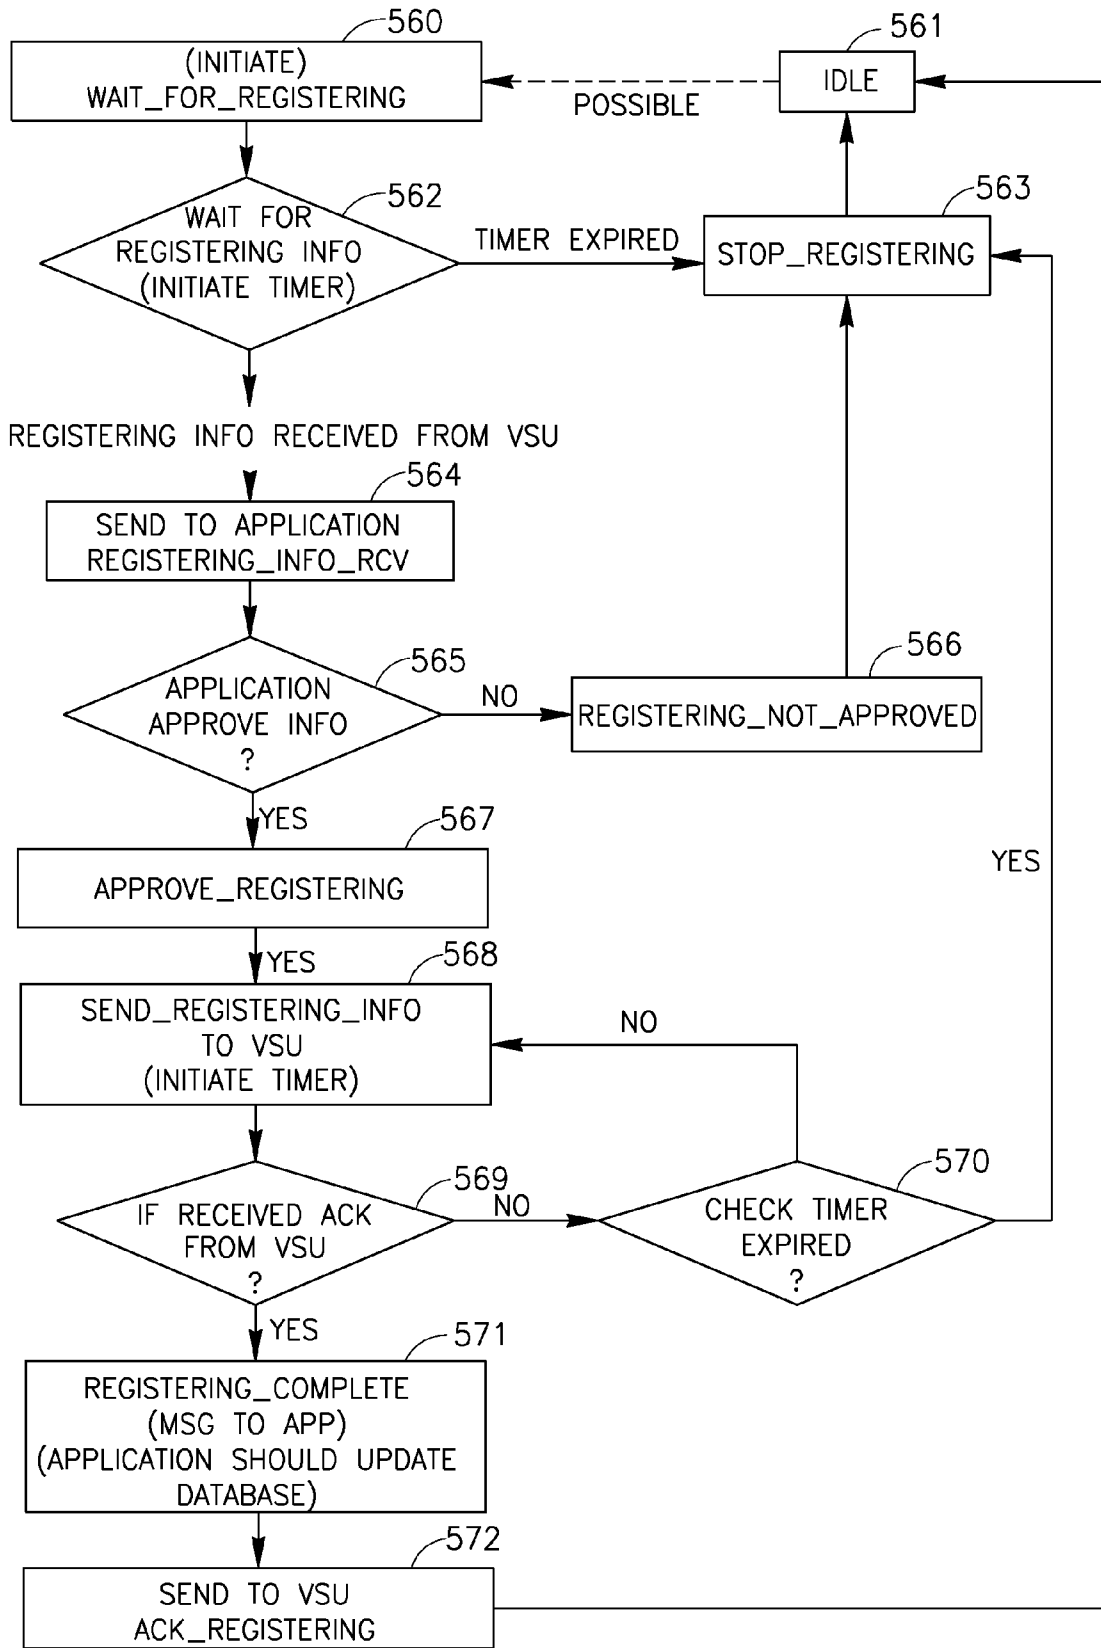 560
(INITIATE)
WAIT_FOR_REGISTERING
561
IDLE
POSSIBLE
562
WAIT FOR
REGISTERING INFO
(INITIATE TIMER)
TIMER EXPIRED
563
STOP_REGISTERING
REGISTERING INFO RECEIVED FROM VSU
564
SEND TO APPLICATION
REGISTERING_INFO_RCV
565
APPLICATION
APPROVE INFO
?
NO
566
REGISTERING_NOT_APPROVED
YES
567
APPROVE_REGISTERING
YES
YES
568
SEND_REGISTERING_INFO
TO VSU
(INITIATE TIMER)
NO
569
IF RECEIVED ACK
FROM VSU
?
NO
570
CHECK TIMER
EXPIRED
?
YES
571
REGISTERING_COMPLETE
(MSG TO APP)
(APPLICATION SHOULD UPDATE
DATABASE)
572
SEND TO VSU
ACK_REGISTERING